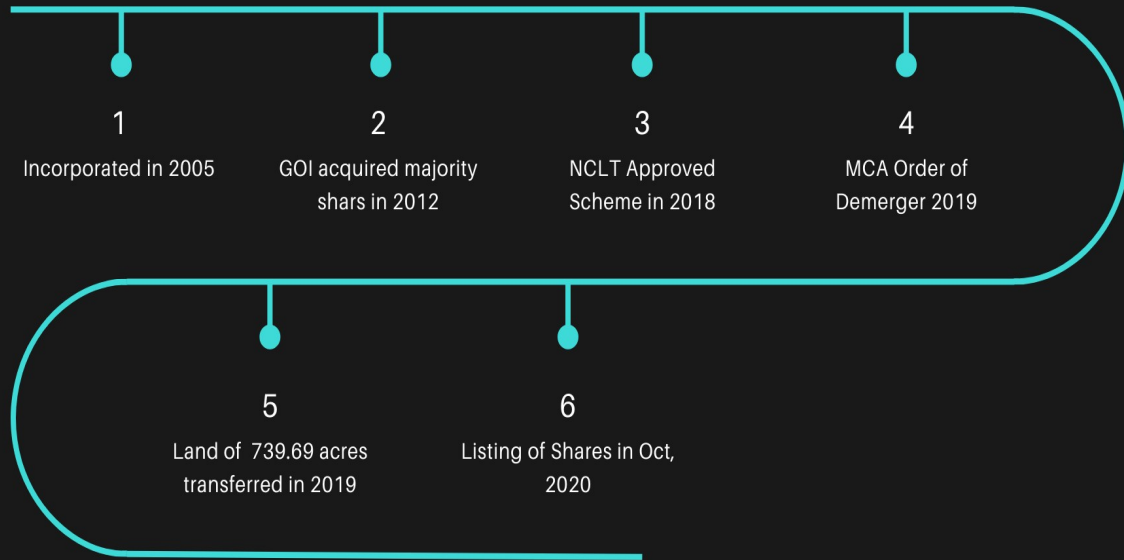 1
Incorporated in 2005
2
GOI acquired majority
shars in 2012
3
NCLT Approved
Scheme in 2018
4
MCA Order of
Demerger 2019
5
Land of 739.69 acres
transferred in 2019
6
Listing of Shares in Oct,
2020